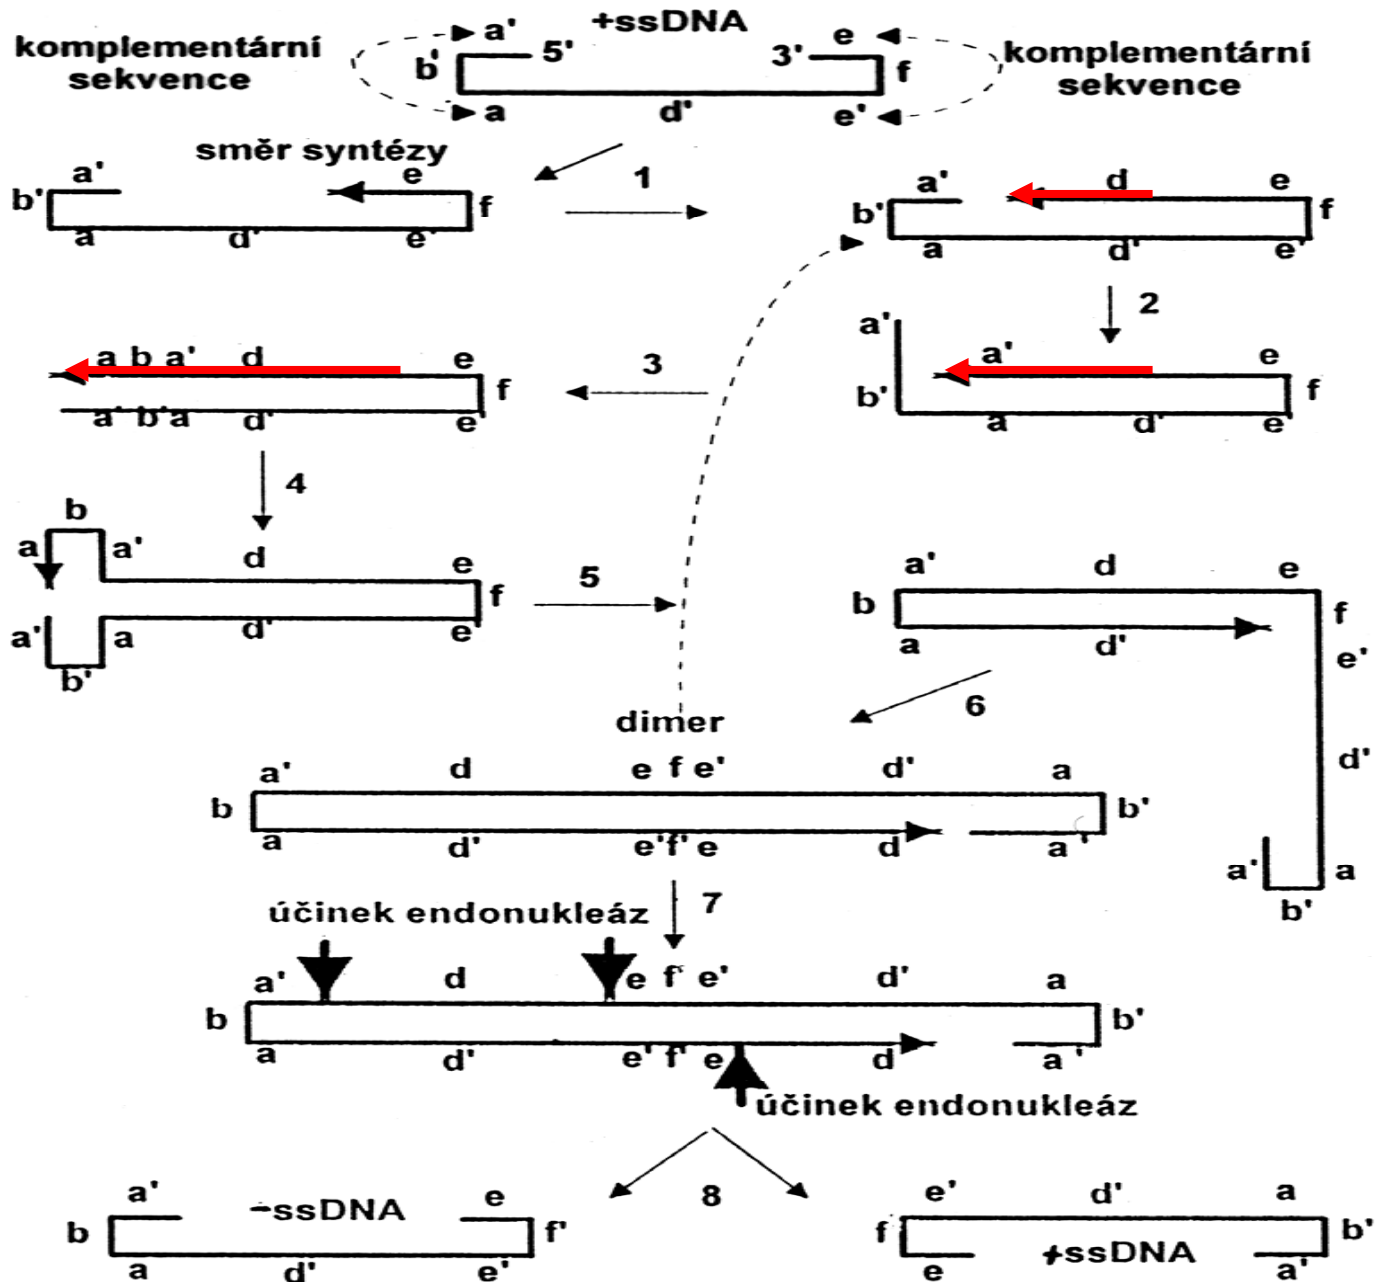 +ssDNA
komplementární
sekvence
a' 5' 3' e
b' f
a d' e'
komplementární
sekvence
směr syntézy
a' e
b' f
a d' e'
1
a' d e
b' f
a d' e'
2
a' a' e
b' f
a d' e'
3
a b a' d e
f
a' b' a d' e'
4
b
a a' d e
f
a' a d' e'
b'
5
a' d e
b f
a d' e'
d'
a' a
b'
6
dimer
a' d e f e' d' a
b b'
a d' e' f' e d a'
7
účinek endonukleáz
a' d e f' e' d' a
b b'
a d' e' f' e d a'
účinek endonukleáz
8
a' -ssDNA e
b f'
a d' e'
e' d' a
f b'
e +ssDNA a'